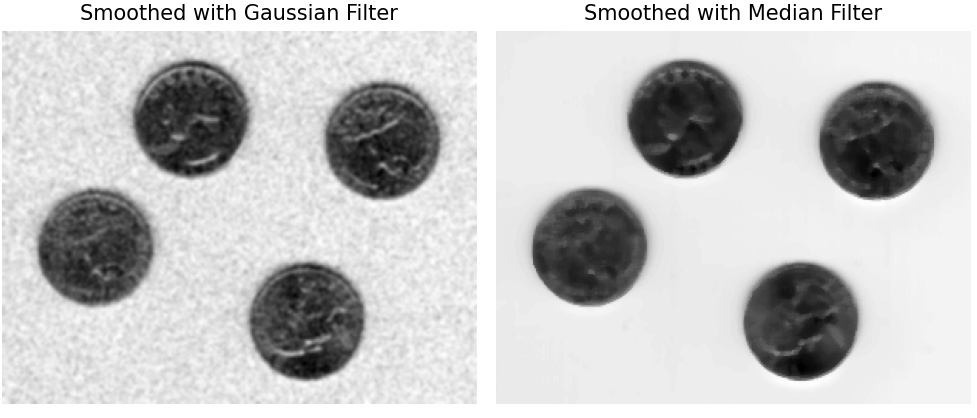 Smoothed with Gaussian Filter
Smoothed with Median Filter